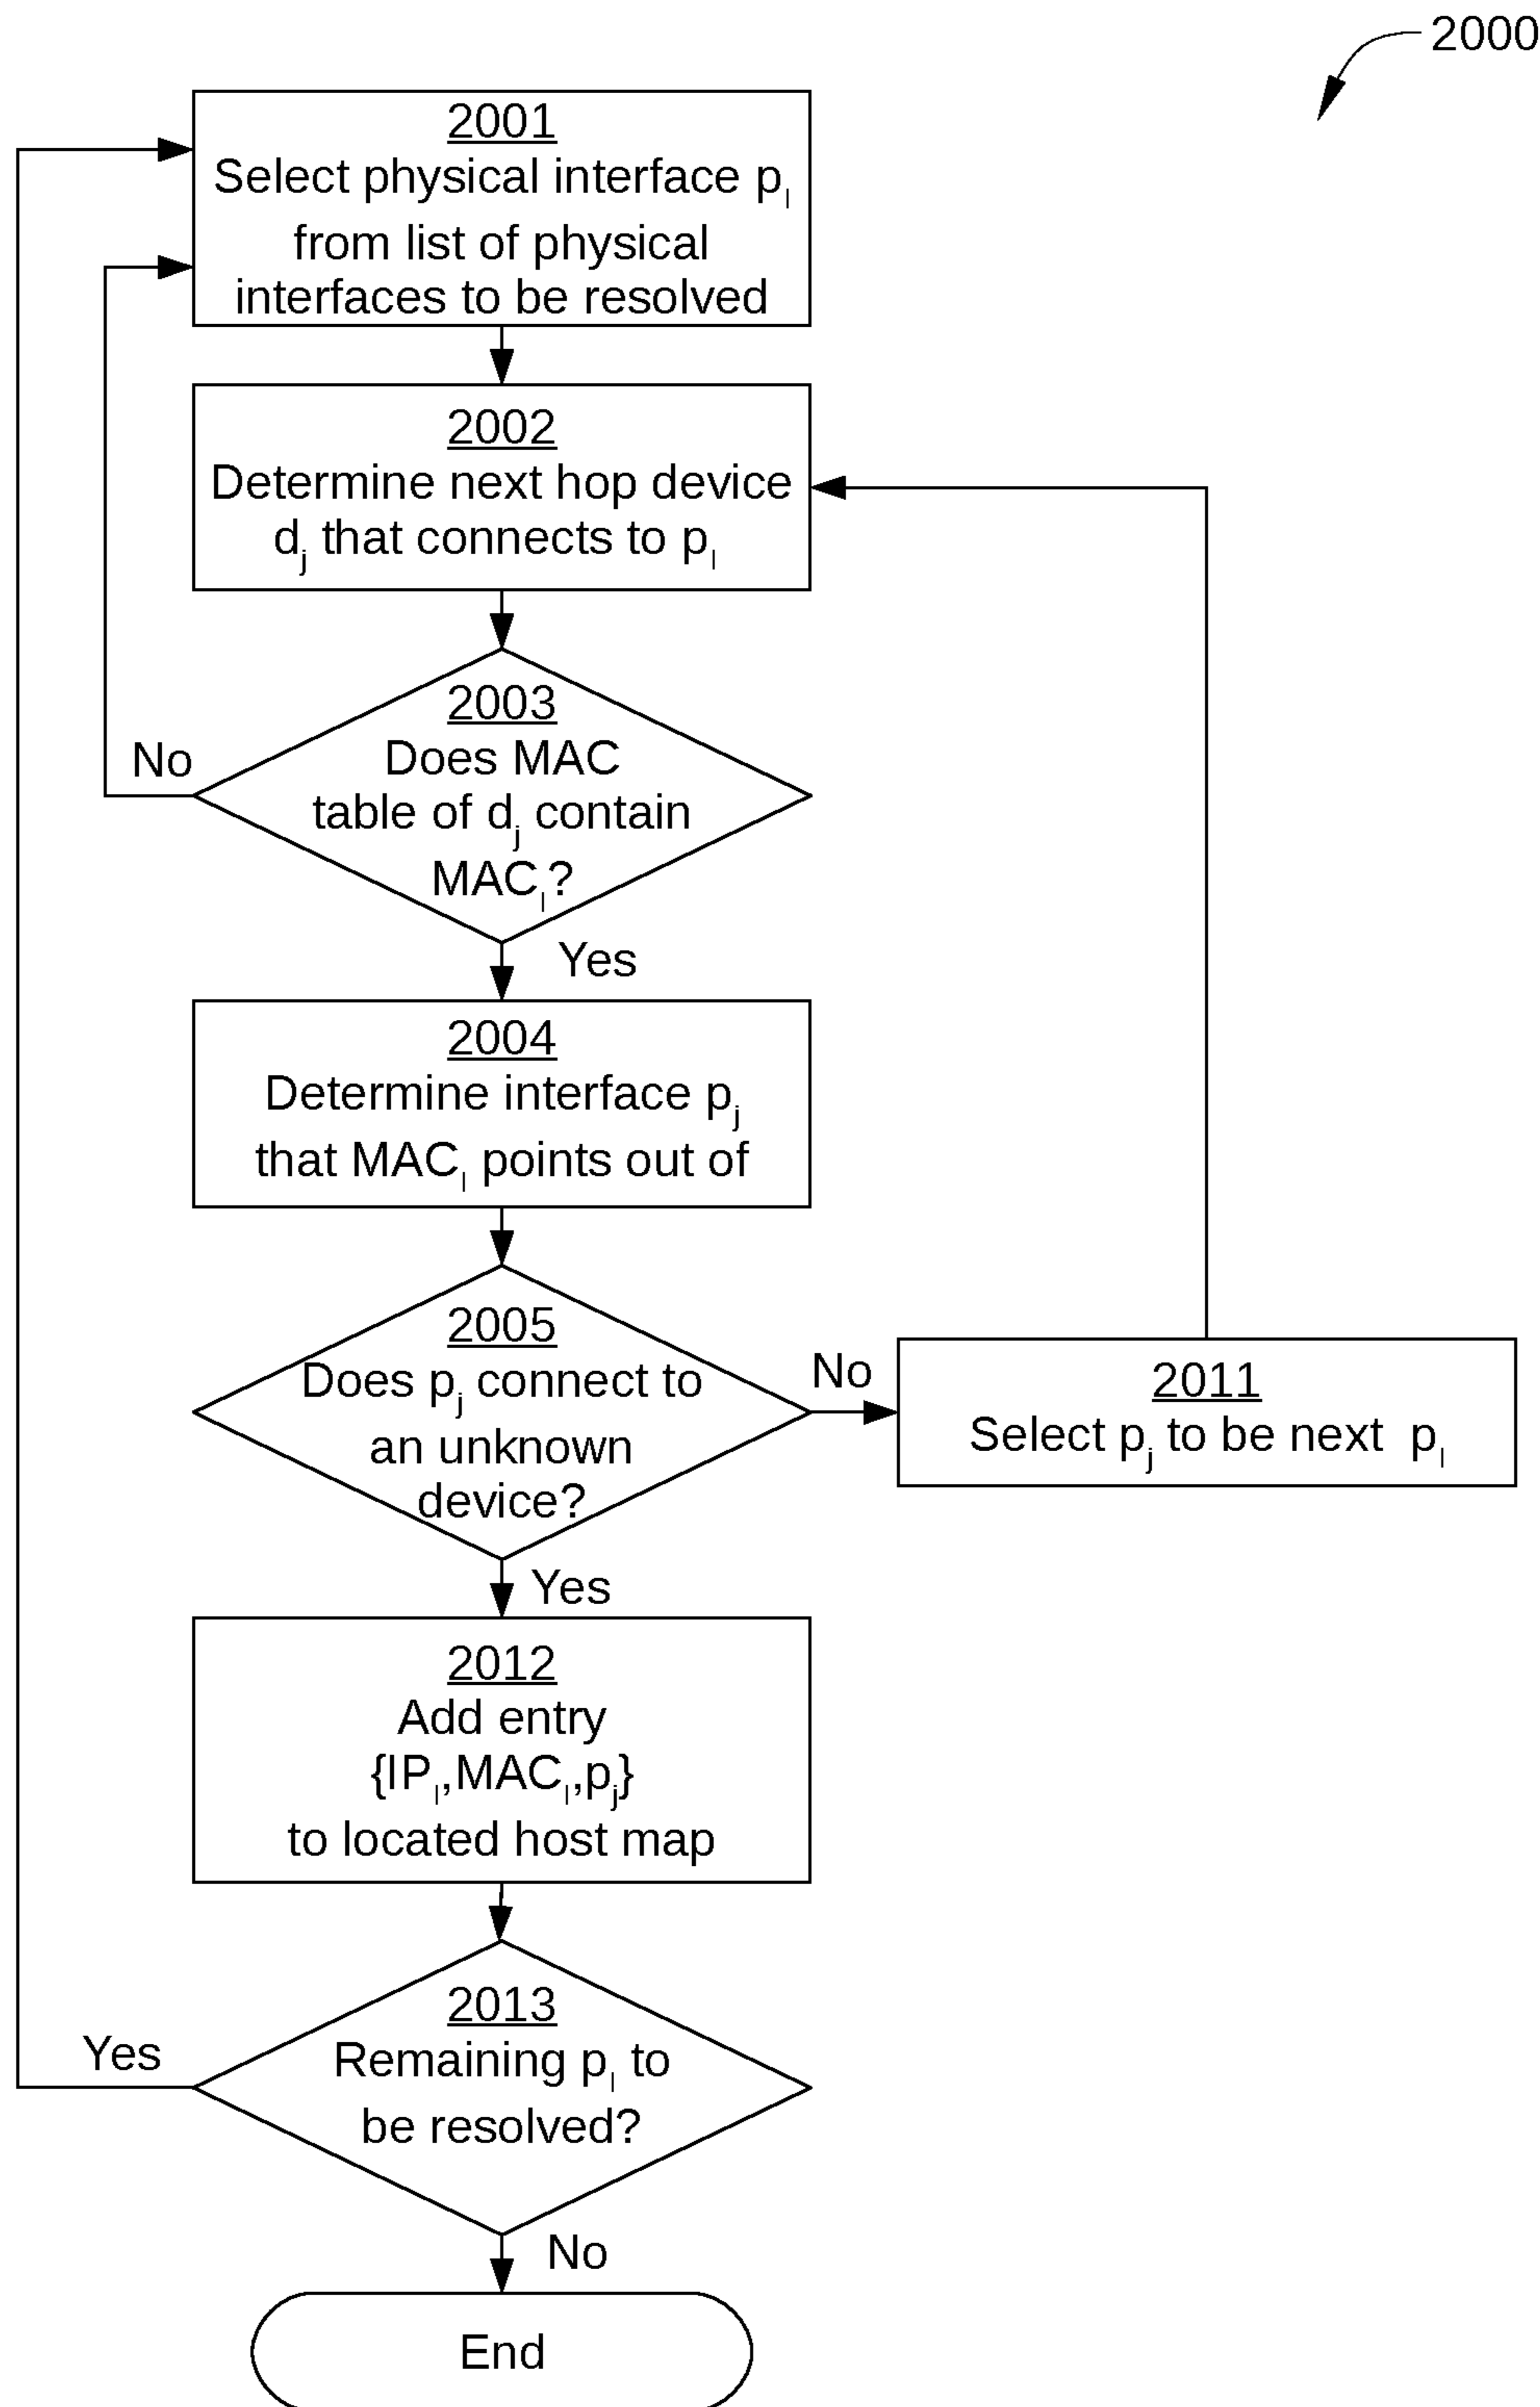 2000
2001
Select physical interface pₗ
from list of physical
interfaces to be resolved
2002
Determine next hop device
dⱼ that connects to pₗ
2003
Does MAC
table of dⱼ contain
MACₗ?
No
Yes
2004
Determine interface pⱼ
that MACₗ points out of
2005
Does pⱼ connect to
an unknown
device?
No
2011
Select pⱼ to be next pₗ
Yes
2012
Add entry
{IPₗ,MACₗ,pⱼ}
to located host map
2013
Remaining pₗ to
be resolved?
Yes
No
End